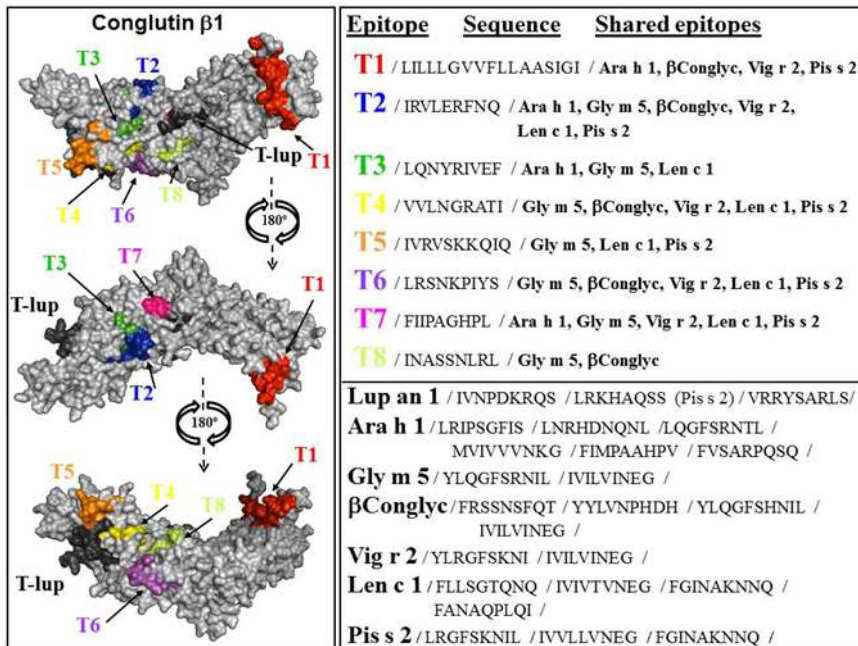 Conglutin β1
T3
T2
T5
T4
T6
T8
T-lup
T1
180°
T7
T3
T1
T-lup
T2
180°
T5
T4
T8
T1
T-lup
T6
Epitope Sequence Shared epitopes
T1 / LILLLGVVFLLAASIGI / Ara h 1, βConglyc, Vig r 2, Pis s 2
T2 / IRVLERFNQ / Ara h 1, Gly m 5, βConglyc, Vig r 2,
Len c 1, Pis s 2
T3 / LQNYRIVEF / Ara h 1, Gly m 5, Len c 1
T4 / VVLNGRATI / Gly m 5, βConglyc, Vig r 2, Len c 1, Pis s 2
T5 / IVRVSKKQIQ / Gly m 5, Len c 1, Pis s 2
T6 / LRSNKPIYS / Gly m 5, βConglyc, Vig r 2, Len c 1, Pis s 2
T7 / FIIPAGHPL / Ara h 1, Gly m 5, Vig r 2, Len c 1, Pis s 2
T8 / INASSNLRL / Gly m 5, βConglyc
Lup an 1 / IVNPDKRQS / LRKHAQSS (Pis s 2) / VRRYSARLS/
Ara h 1 / LRIPSGFIS / LNRHDNQNL / LQGFSRNTL /
MVIVVVNKG / FIMPAAHPV / FVSARPQSQ /
Gly m 5 / YLQGFSRNIL / IVILVINEG /
βConglyc / FRSSNSFQT / YYLVNPHDH / YLQGFSHNIL /
IVILVINEG /
Vig r 2 / YLRGFSKNI / IVILVINEG /
Len c 1 / FLLSGTQNQ / IVIVTVNEG / FGINAKNNQ /
FANAQPLQI /
Pis s 2 / LRGFSKNIL / IVVLLVNEG / FGINAKNNQ /